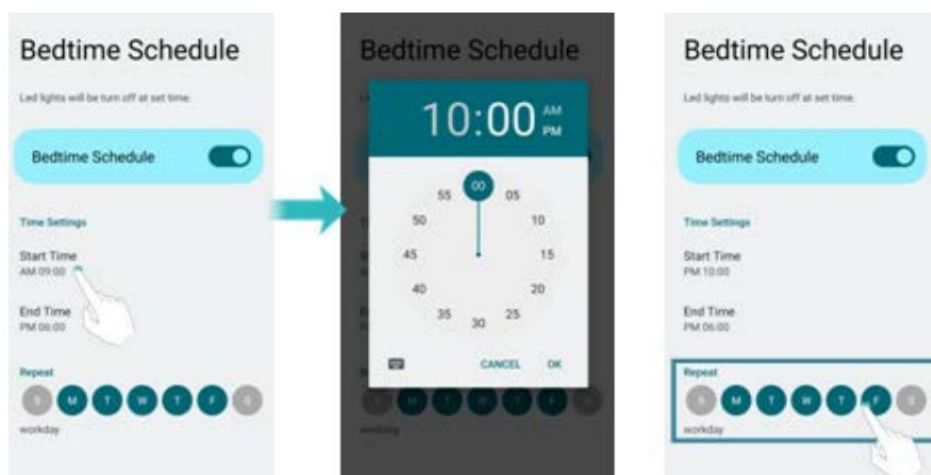 Bedtime Schedule
Led lights will be turn off at set time.
Bedtime Schedule
Time Settings
Start Time
AM 09:00
End Time
PM 06:00
Repeat
S M T W T F S
workday
Bedtime Schedule
10:00 AM PM
00
05
10
15
20
25
30
35
40
45
50
55
CANCEL OK
workday
Bedtime Schedule
Led lights will be turn off at set time.
Bedtime Schedule
Time Settings
Start Time
PM 10:00
End Time
PM 06:00
Repeat
S M T W T F S
workday